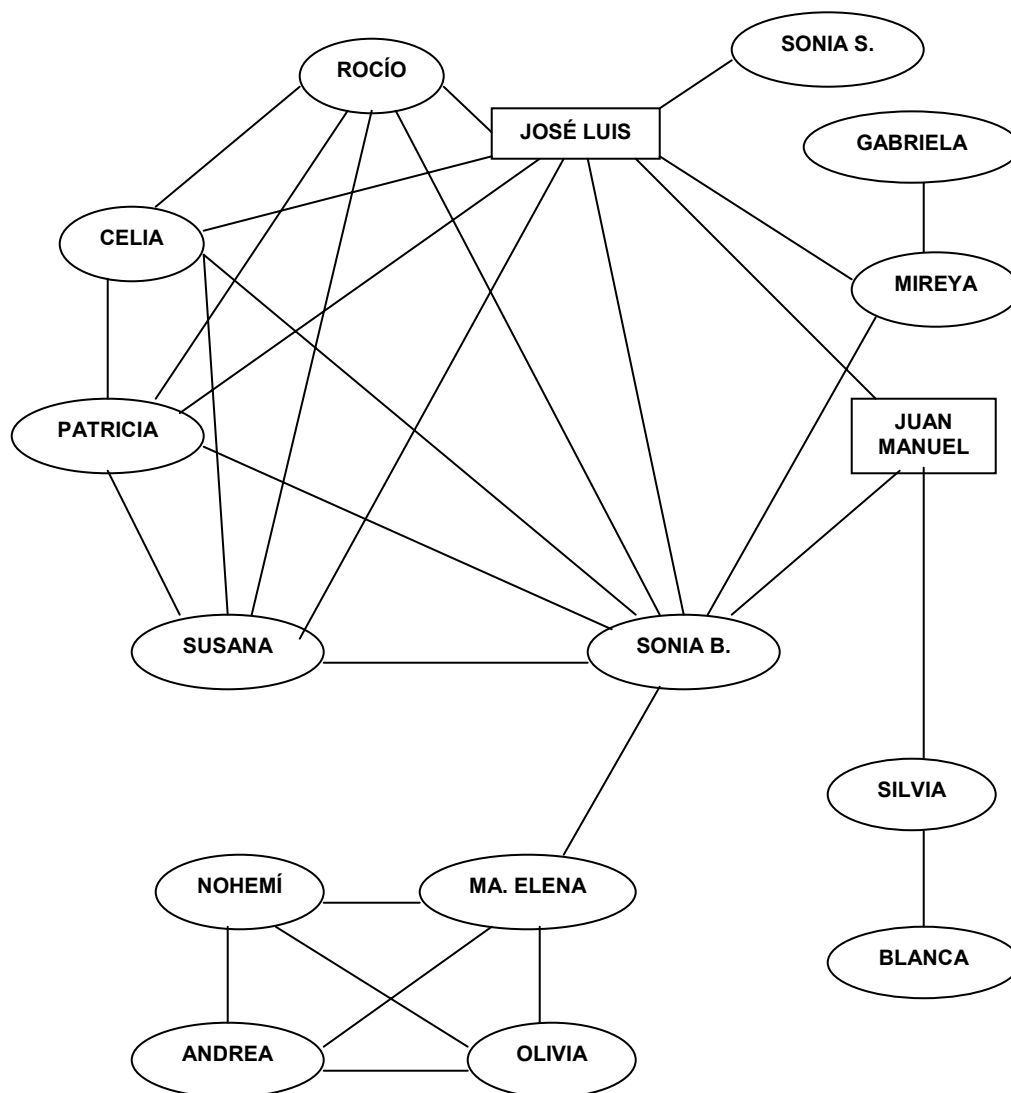 SONIA S.
ROCÍO
JOSÉ LUIS
GABRIELA
CELIA
MIREYA
PATRICIA
JUAN
MANUEL
SUSANA
SONIA B.
SILVIA
NOHEMÍ
MA. ELENA
BLANCA
ANDREA
OLIVIA